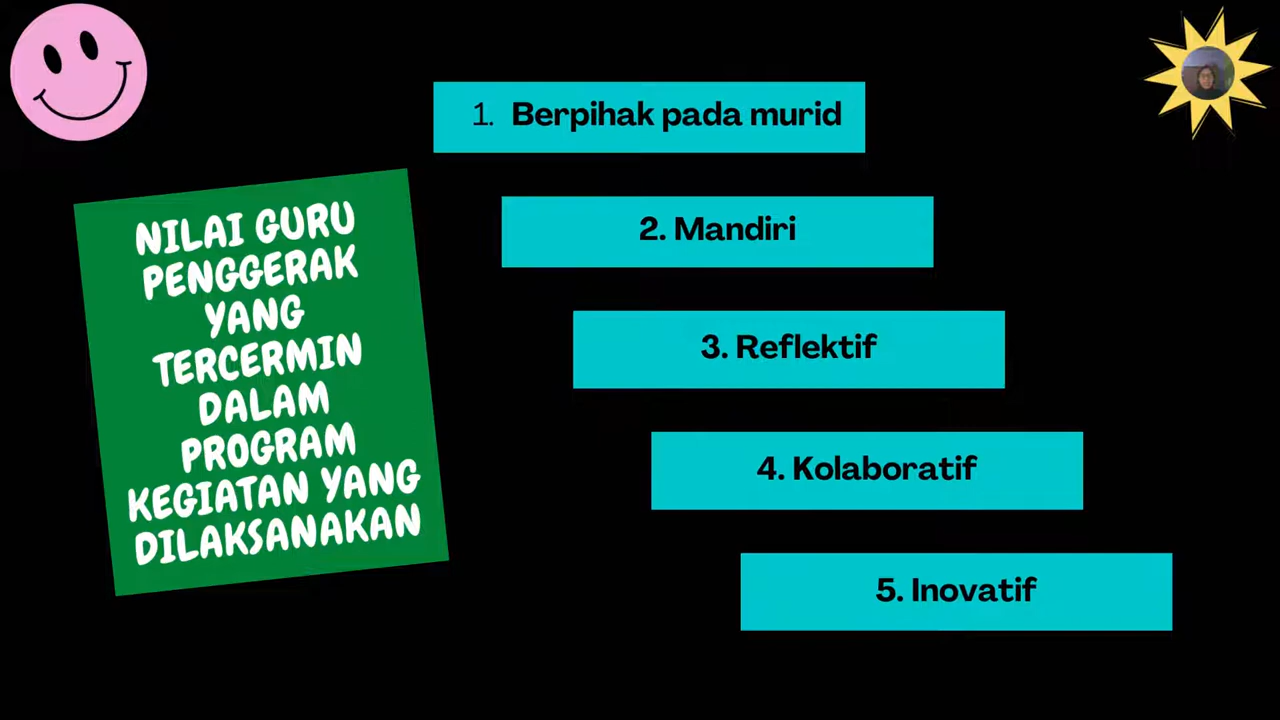 NILAI GURU
PENGGERAK
YANG
TERCERMIN
DALAM
PROGRAM
KEGIATAN YANG
DILAKSANAKAN
1. Berpihak pada murid
2. Mandiri
3. Reflektif
4. Kolaboratif
5. Inovatif